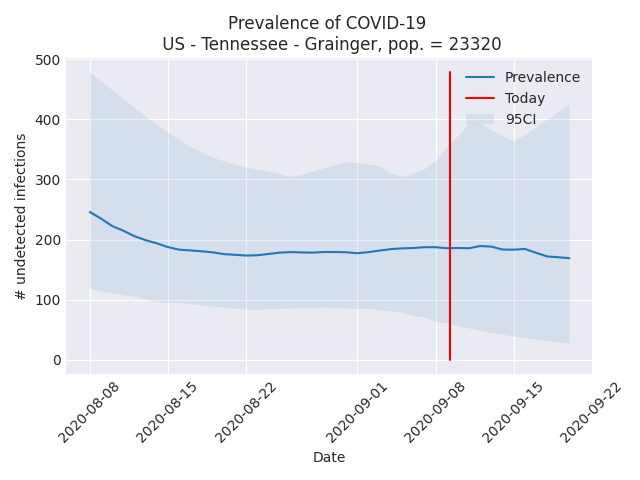 Prevalence of COVID-19
US - Tennessee - Grainger, pop. = 23320
Prevalence
Today
95CI
# undetected infections
500
400
300
200
100
0
2020-08-08
2020-08-15
2020-08-22
2020-09-01
2020-09-08
2020-09-15
2020-09-22
Date